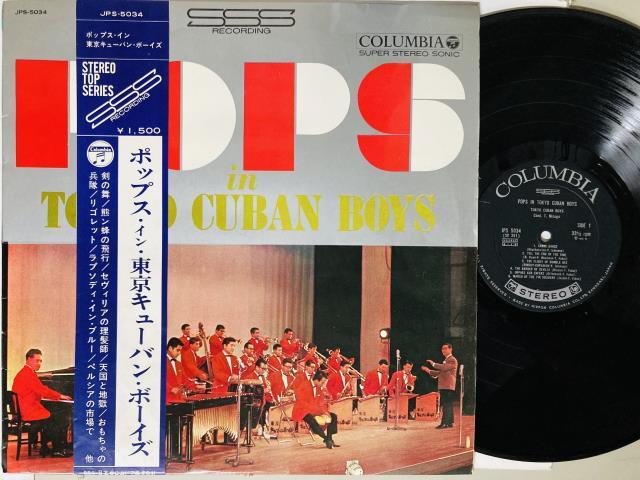 JPS-5034
JPS-5034
ポップス・イン
東京キューバン・ボーイズ
STEREO
TOP
SERIES
SSS
RECORDING
¥1,500
Columbia
ポップス・イン・東京キューバン・ボーイズ
剣の舞/熊ン蜂の飛行/セヴィリアの理髪師/天国と地獄/おもちゃの
兵隊/リゴレット/ラプソディ・イン・ブルー/ペルシアの市場で 他
SSS
RECORDING
COLUMBIA
SUPER STEREO SONIC
POPS
in
TOKYO CUBAN BOYS
COLUMBIA
POPS IN TOKYO CUBAN BOYS
TOKYO CUBAN BOYS
JPS 5034
SIDE 1
33⅓ rpm
1. SABRE DANCE
STEREO